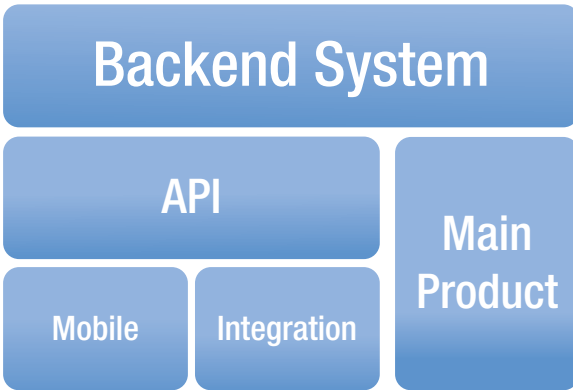 Backend System
API
Main
Product
Mobile
Integration